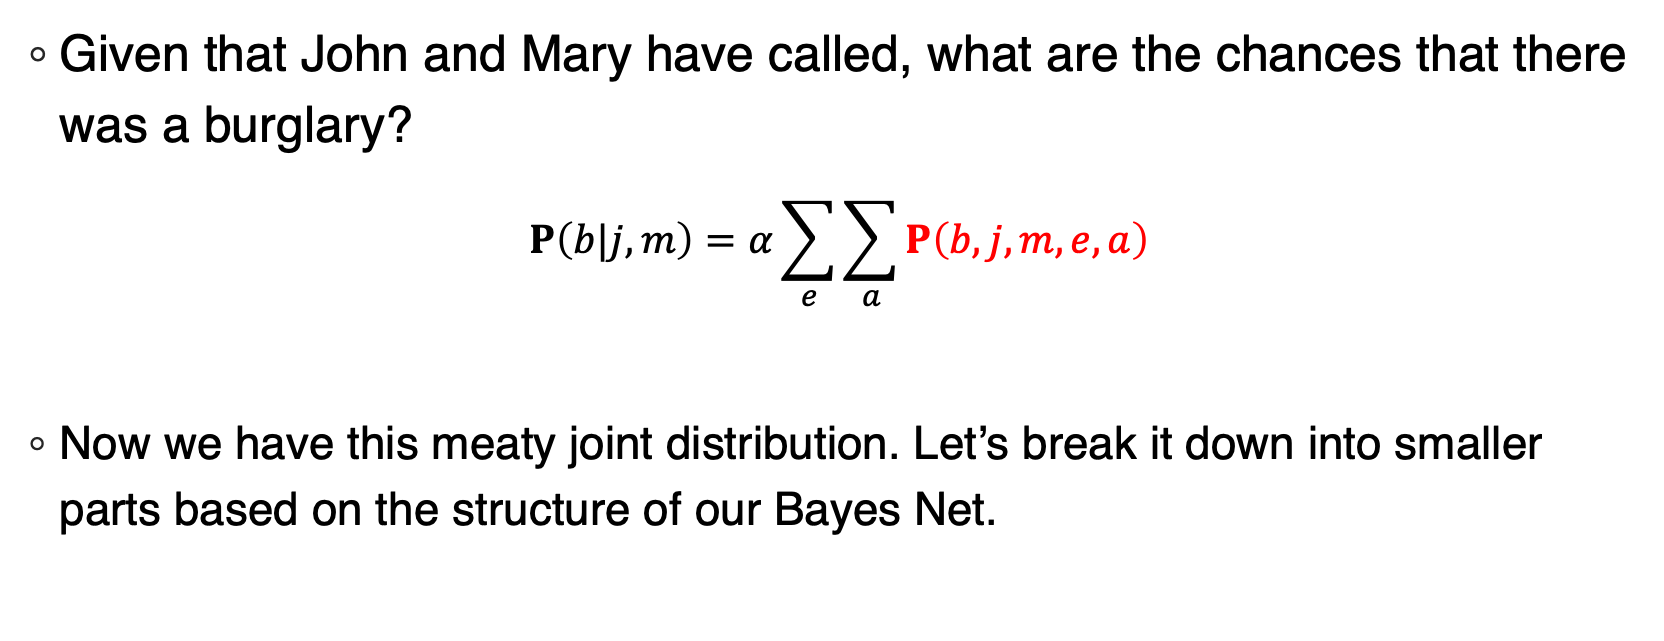 ◦ Given that John and Mary have called, what are the chances that there
was a burglary?
P(b|j, m) = α ∑ ∑ P(b, j, m, e, a)
e a
◦ Now we have this meaty joint distribution. Let’s break it down into smaller
parts based on the structure of our Bayes Net.